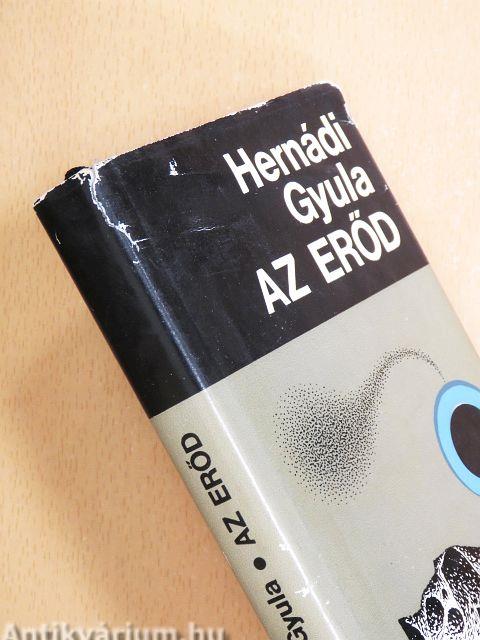 Hernádi
Gyula
AZ ERŐD
Gyula • AZ ERŐD
Antikvárium.hu